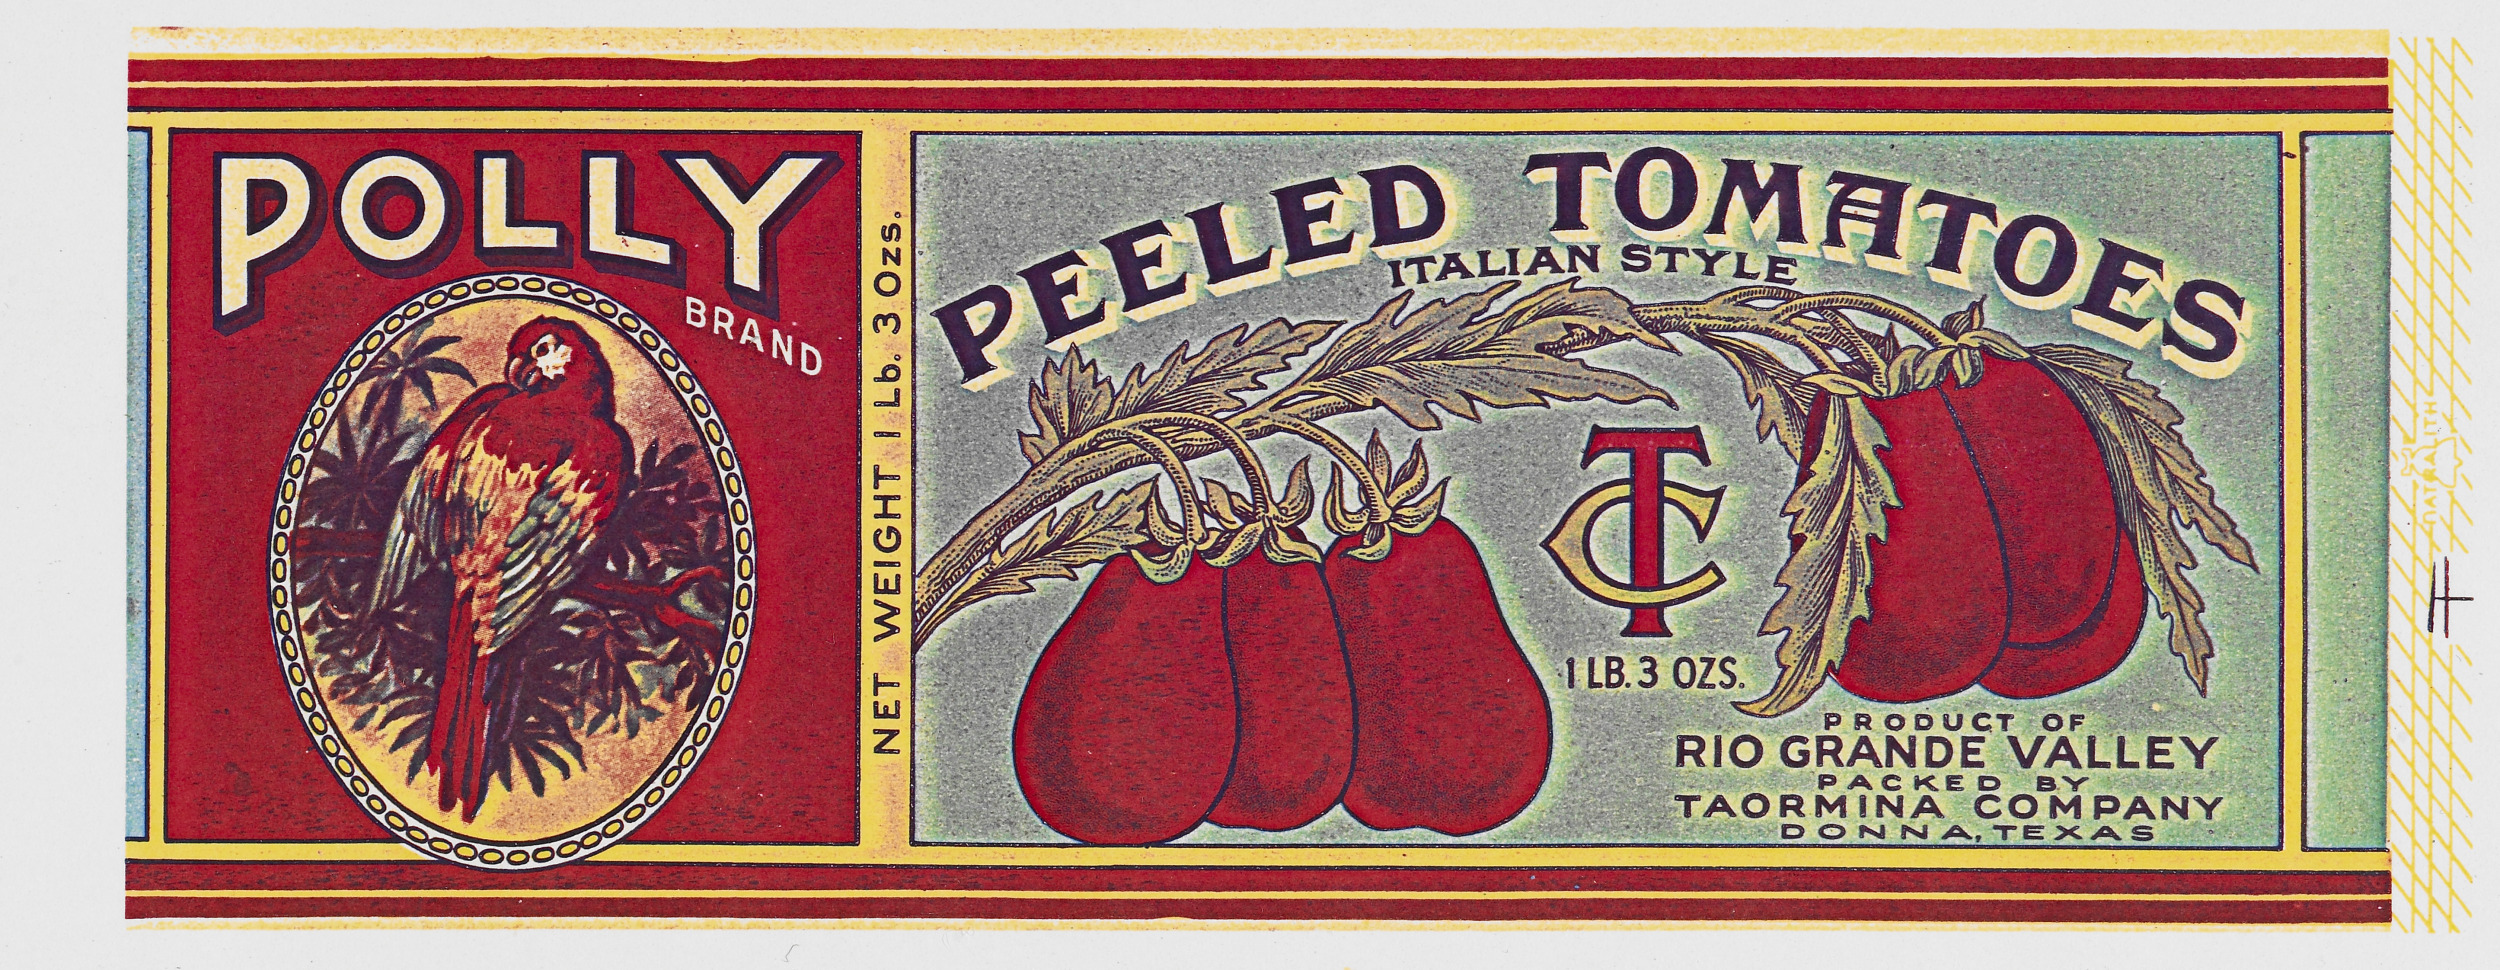 POLLY
BRAND
NET WEIGHT 1 Lb. 3 Ozs.
PEELED TOMATOES
ITALIAN STYLE
TC
1 LB. 3 OZS.
PRODUCT OF
RIO GRANDE VALLEY
PACKED BY
TAORMINA COMPANY
DONNA, TEXAS